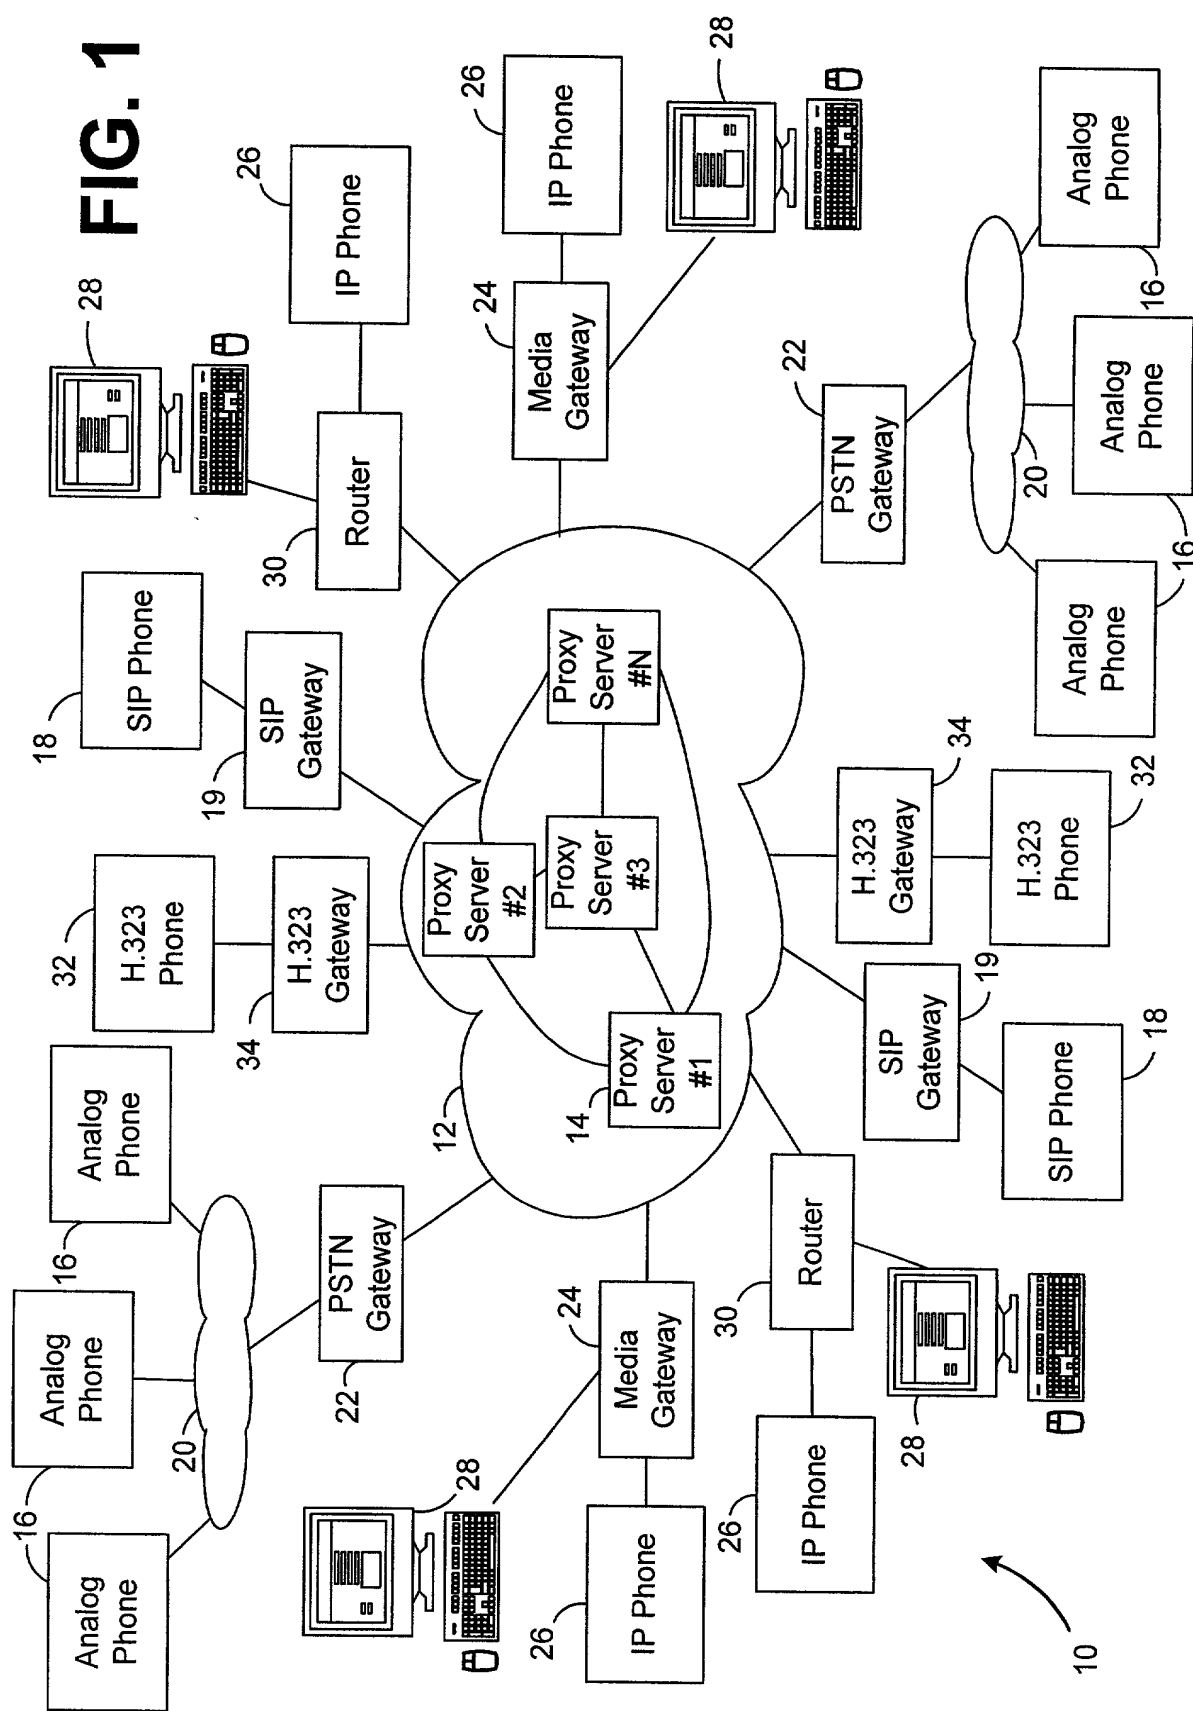 FIG. 1
16
Analog
Phone
Analog
Phone
16
Analog
Phone
20
22
PSTN
Gateway
32
H.323
Phone
34
H.323
Gateway
18
SIP Phone
19
SIP
Gateway
28
26
IP Phone
30
Router
28
26
IP Phone
24
Media
Gateway
12
14
Proxy
Server
#1
Proxy
Server
#2
Proxy
Server
#3
Proxy
Server
#N
24
Media
Gateway
26
IP Phone
28
30
Router
26
IP Phone
28
19
SIP
Gateway
SIP Phone
18
34
H.323
Gateway
32
H.323
Phone
22
PSTN
Gateway
20
Analog
Phone
16
Analog
Phone
16
Analog
Phone
26
IP Phone
28
10